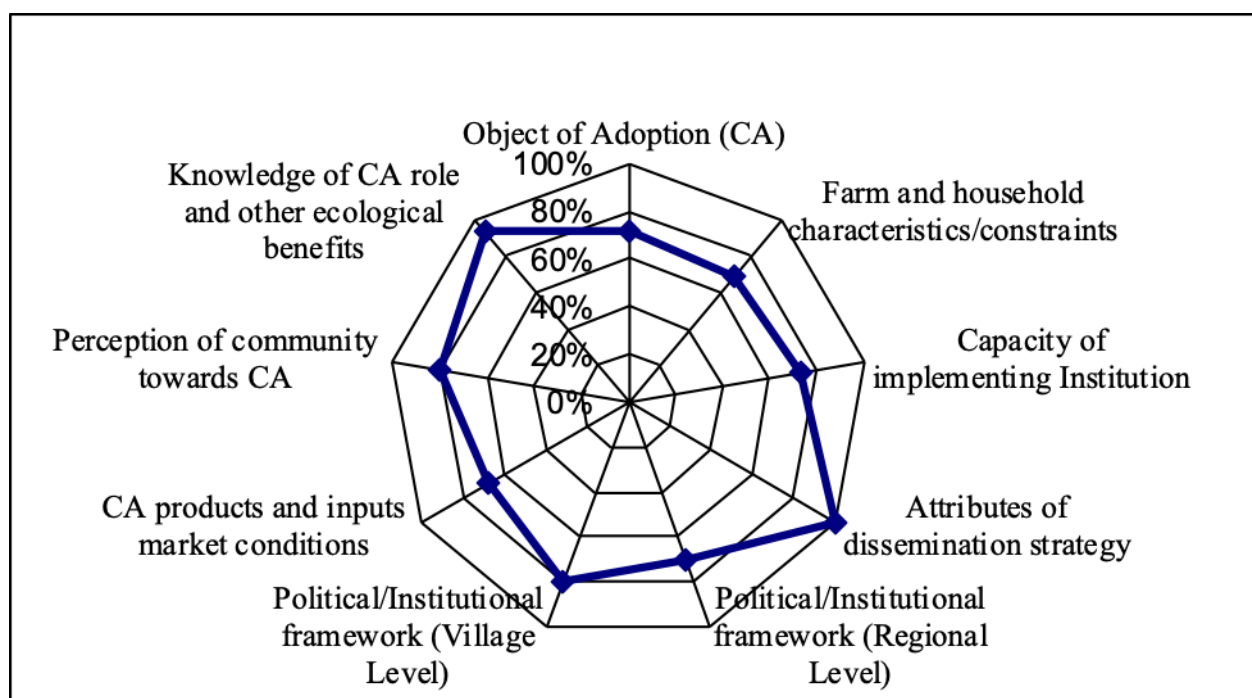 Object of Adoption (CA)
100%
80%
60%
40%
20%
0%
Farm and household
characteristics/constraints
Capacity of
implementing Institution
Attributes of
dissemination strategy
Political/Institutional
framework (Regional
Level)
Political/Institutional
framework (Village
Level)
CA products and inputs
market conditions
Perception of community
towards CA
Knowledge of CA role
and other ecological
benefits